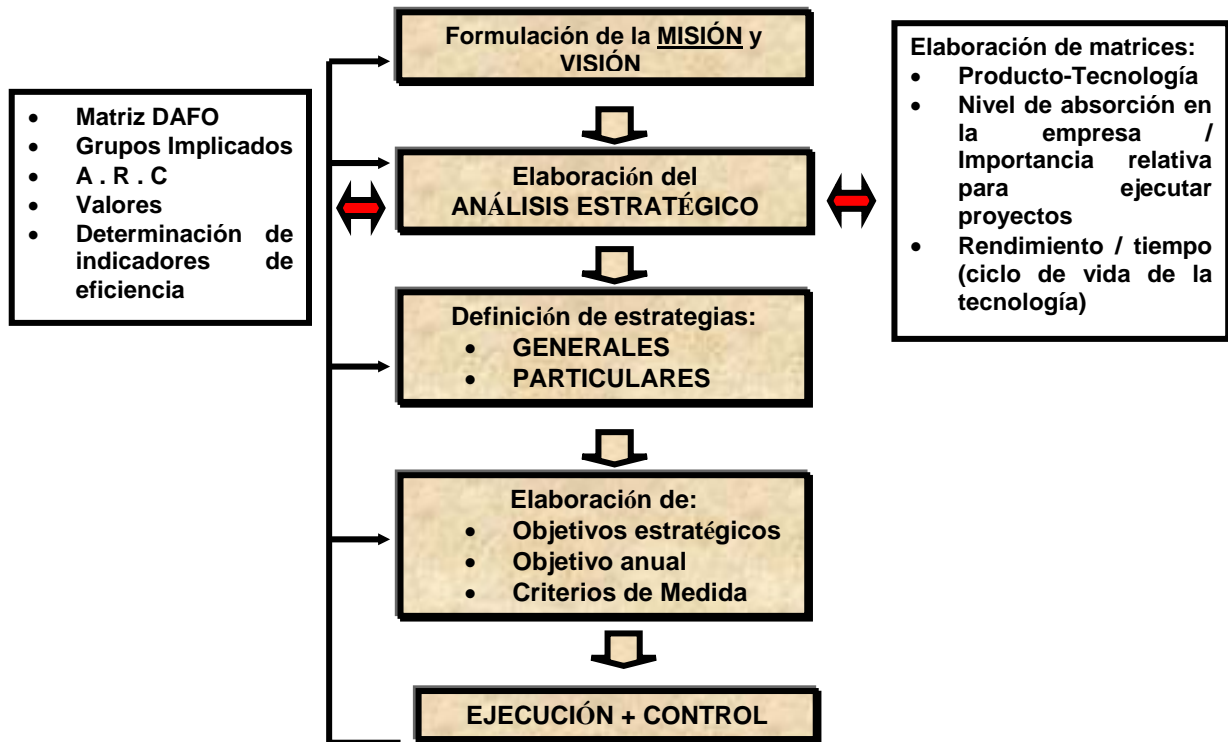 Formulación de la MISIÓN y
VISIÓN
• Matriz DAFO
• Grupos Implicados
• A . R . C
• Valores
• Determinación de
indicadores de
eficiencia
Elaboración del
ANÁLISIS ESTRATÉGICO
Elaboración de matrices:
• Producto-Tecnología
• Nivel de absorción en
la empresa /
Importancia relativa
para ejecutar
proyectos
• Rendimiento / tiempo
(ciclo de vida de la
tecnología)
Definición de estrategias:
• GENERALES
• PARTICULARES
Elaboración de:
• Objetivos estratégicos
• Objetivo anual
• Criterios de Medida
EJECUCIÓN + CONTROL